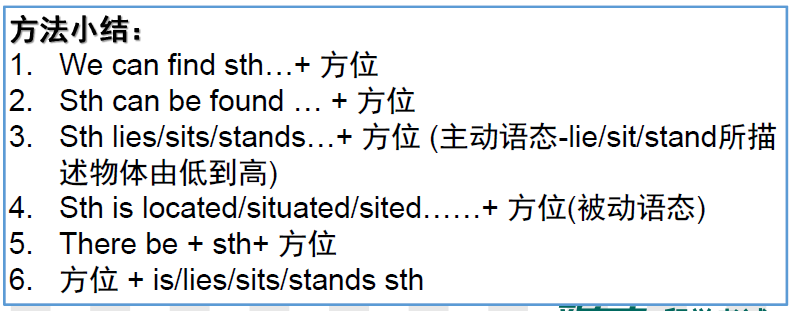 方法小结：
1. We can find sth…+ 方位
2. Sth can be found … + 方位
3. Sth lies/sits/stands…+ 方位 (主动语态-lie/sit/stand所描
述物体由低到高)
4. Sth is located/situated/sited……+ 方位(被动语态)
5. There be + sth+ 方位
6. 方位 + is/lies/sits/stands sth